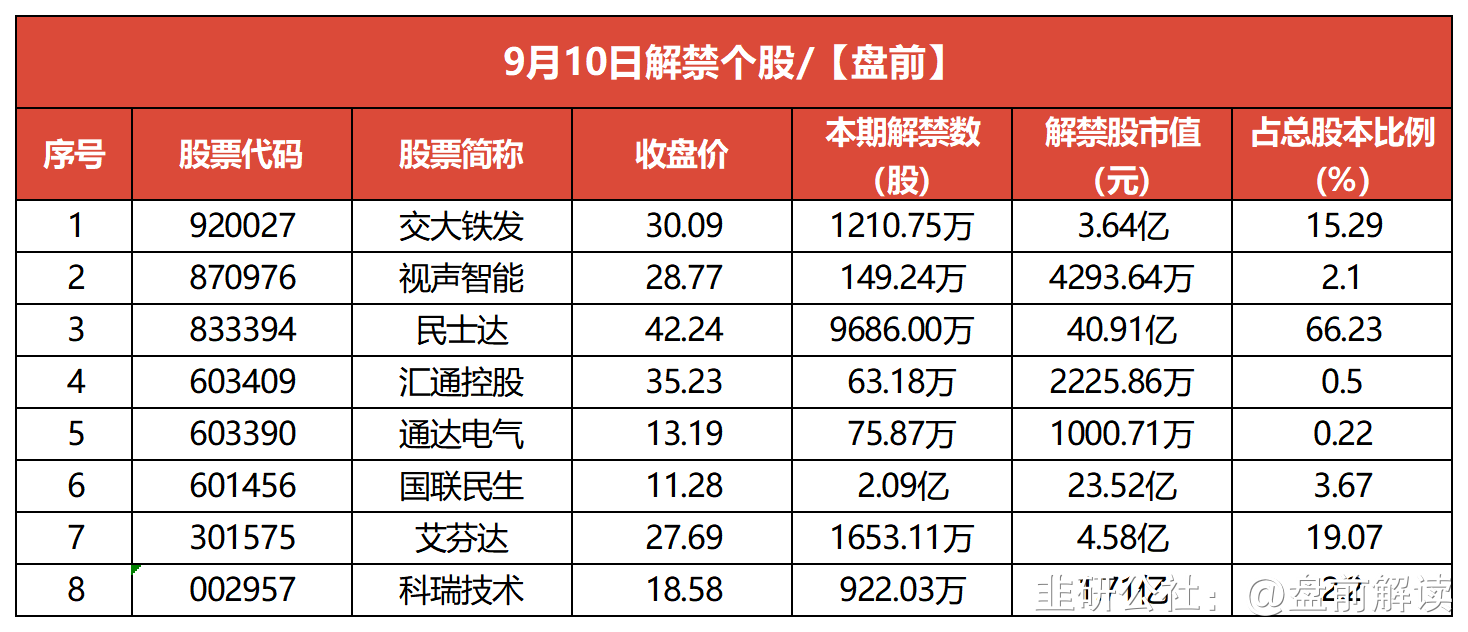 9月10日解禁个股/【盘前】
序号 股票代码 股票简称 收盘价 本期解禁数(股) 解禁股市值(元) 占总股本比例(%)
1 920027 交大铁发 30.09 1210.75万 3.64亿 15.29
2 870976 视声智能 28.77 149.24万 4293.64万 2.1
3 833394 民士达 42.24 9686.00万 40.91亿 66.23
4 603409 汇通控股 35.23 63.18万 2225.86万 0.5
5 603390 通达电气 13.19 75.87万 1000.71万 0.22
6 601456 国联民生 11.28 2.09亿 23.52亿 3.67
7 301575 艾芬达 27.69 1653.11万 4.58亿 19.07
8 002957 科瑞技术 18.58 922.03万 1.71亿 2.2
韭研公社：@盘前解读